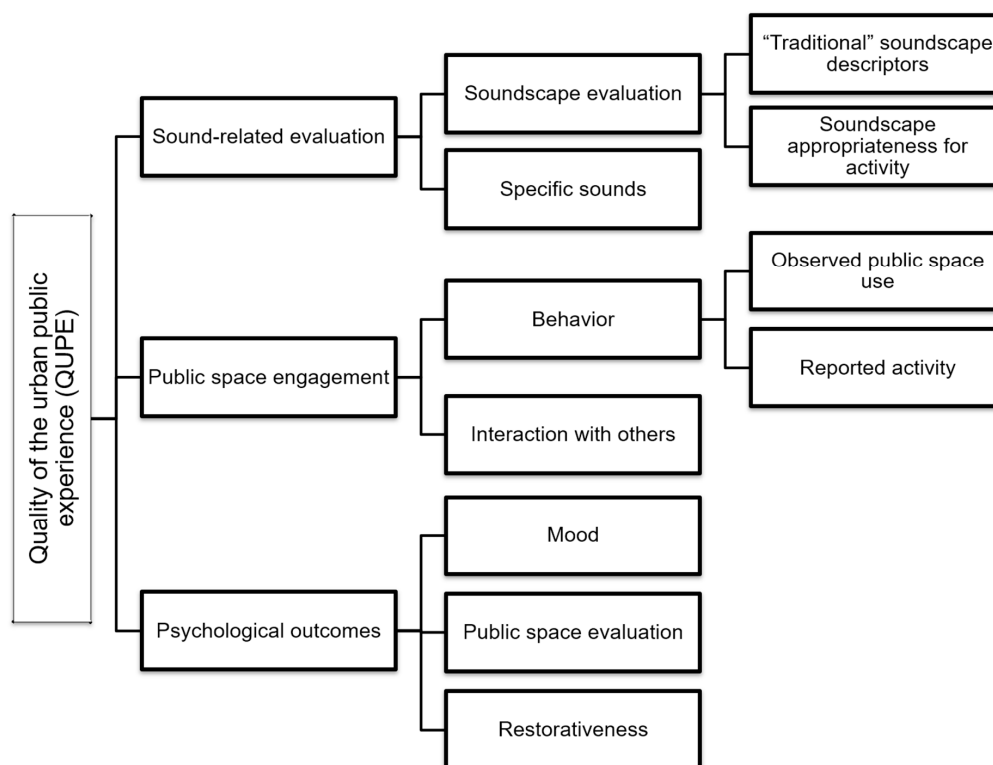 Quality of the urban public
experience (QUPE)
Sound-related evaluation
Soundscape evaluation
“Traditional” soundscape
descriptors
Soundscape
appropriateness for
activity
Specific sounds
Public space engagement
Behavior
Observed public space
use
Reported activity
Interaction with others
Psychological outcomes
Mood
Public space evaluation
Restorativeness